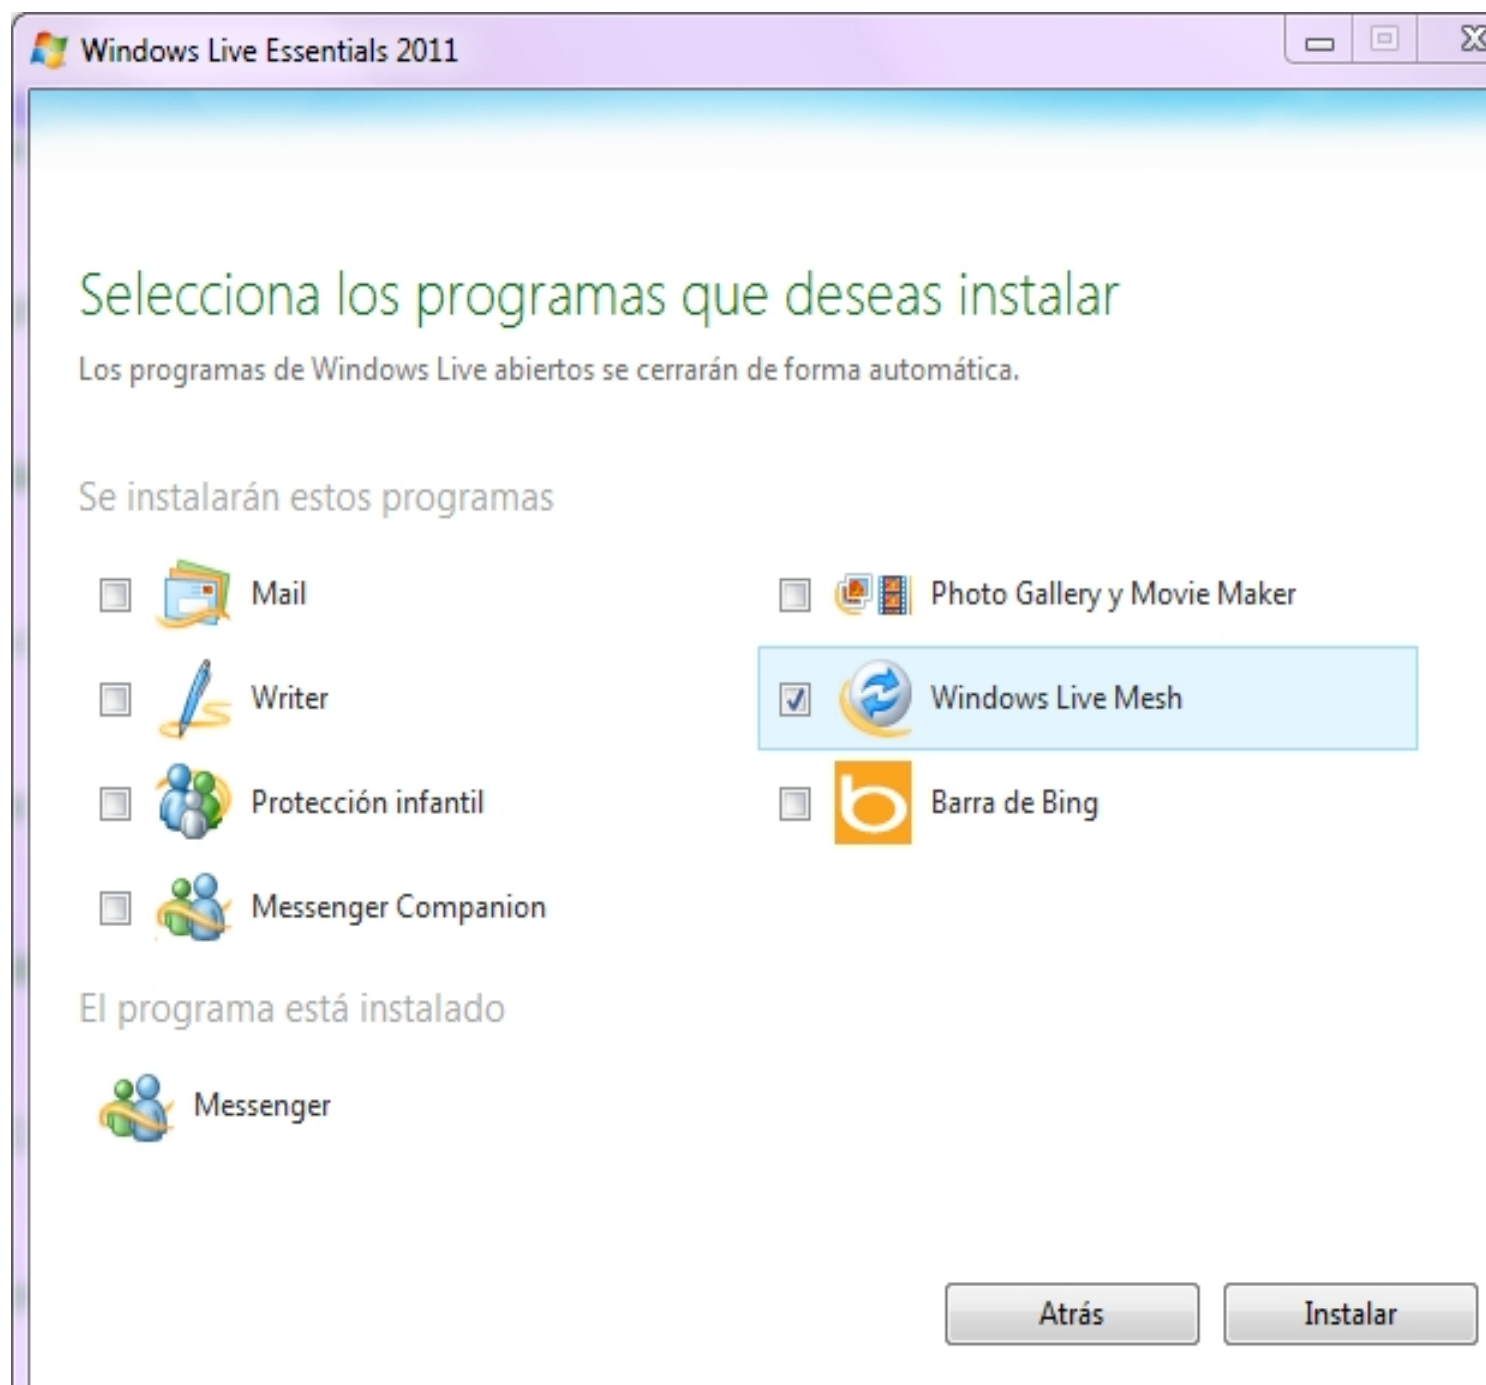 Windows Live Essentials 2011
Selecciona los programas que deseas instalar
Los programas de Windows Live abiertos se cerrarán de forma automática.
Se instalarán estos programas
Mail
Photo Gallery y Movie Maker
Writer
Windows Live Mesh
Protección infantil
Barra de Bing
Messenger Companion
El programa está instalado
Messenger
Atrás
Instalar